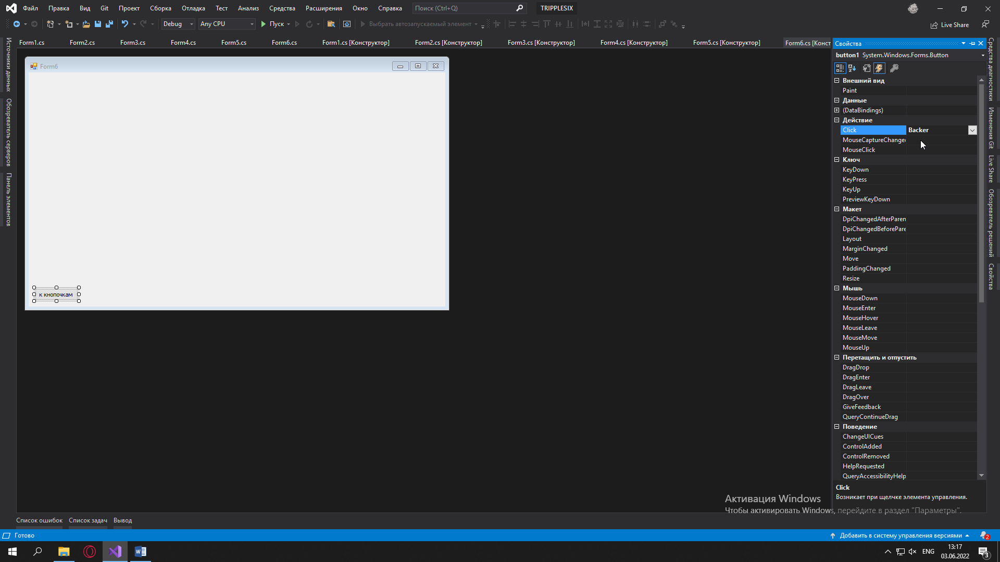 Файл Правка Вид Git Проект Сборка Отладка Тест Анализ Средства Расширения Окно Справка Поиск (Ctrl+Q) TRIPPLESIX
Debug Any CPU Пуск Выбрать автозапускаемый элемент Live Share
Form1.cs Form2.cs Form3.cs Form4.cs Form5.cs Form6.cs Form1.cs [Конструктор] Form2.cs [Конструктор] Form3.cs [Конструктор] Form4.cs [Конструктор] Form5.cs [Конструктор] Form6.cs [Конст
Источники данных
Обозреватель серверов
Панель элементов
Form6
к кнопочкам
Свойства
button1 System.Windows.Forms.Button
Внешний вид
Paint
Данные
(DataBindings)
Действие
Click Backer
MouseCaptureChanged
MouseClick
Ключ
KeyDown
KeyPress
KeyUp
PreviewKeyDown
Макет
DpiChangedAfterParen
DpiChangedBeforePare
Layout
MarginChanged
Move
PaddingChanged
Resize
Мышь
MouseDown
MouseEnter
MouseHover
MouseLeave
MouseMove
MouseUp
Перетащить и отпустить
DragDrop
DragEnter
DragLeave
DragOver
GiveFeedback
QueryContinueDrag
Поведение
ChangeUICues
ControlAdded
ControlRemoved
HelpRequested
QueryAccessibilityHelp
Click
Возникает при щелчке элемента управления.
Средства диагностики
Изменения Git
Live Share
Обозреватель решений
Свойства
Активация Windows
Чтобы активировать Windows, перейдите в раздел "Параметры".
Список ошибок Список задач Вывод
Готово Добавить в систему управления версиями 2
ENG 13:17
03.06.2022 3